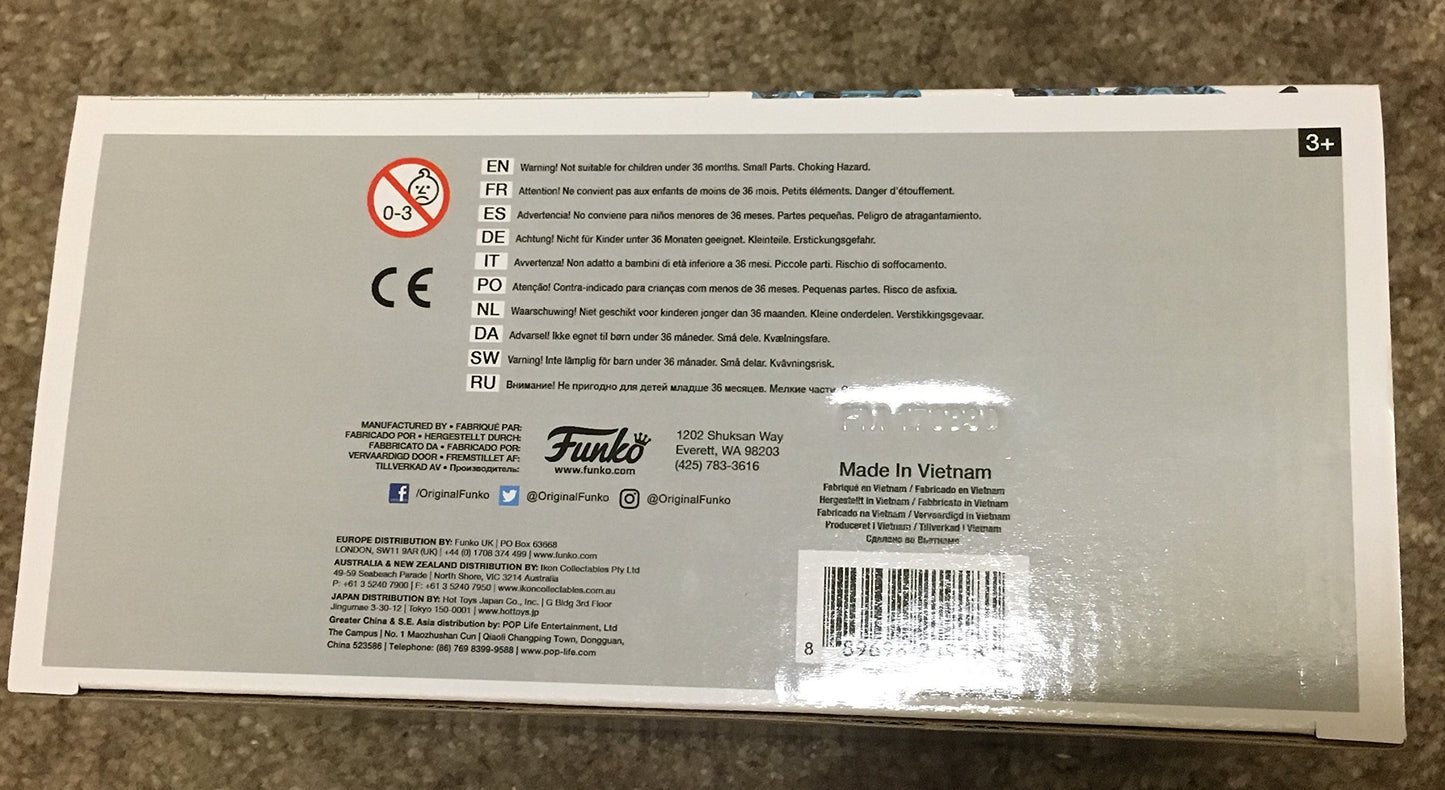 3+
0-3
EN Warning! Not suitable for children under 36 months. Small Parts. Choking Hazard.
FR Attention! Ne convient pas aux enfants de moins de 36 mois. Petits éléments. Danger d'étouffement.
ES Advertencia! No conviene para niños menores de 36 meses. Partes pequeñas. Peligro de atragantamiento.
DE Achtung! Nicht für Kinder unter 36 Monaten geeignet. Kleinteile. Erstickungsgefahr.
IT Avvertenza! Non adatto a bambini di età inferiore a 36 mesi. Piccole parti. Rischio di soffocamento.
PO Atenção! Contra-indicado para crianças com menos de 36 meses. Pequenas partes. Risco de asfixia.
NL Waarschuwing! Niet geschikt voor kinderen jonger dan 36 maanden. Kleine onderdelen. Verstikkingsgevaar.
DA Advarsel! Ikke egnet til børn under 36 måneder. Små dele. Kvælningsfare.
SW Varning! Inte lämplig för barn under 36 månader. Små delar. Kvävningsrisk.
RU Внимание! Не пригодно для детей младше 36 месяцев. Мелкие части.
CE
MANUFACTURED BY • FABRIQUÉ PAR:
FABRICADO POR • HERGESTELLT DURCH:
FABBRICATO DA • FABRICADO POR:
VERVAARDIGD DOOR • FREMSTILLET AF:
TILLVERKAD AV • Производитель:
Funko
www.funko.com
1202 Shuksan Way
Everett, WA 98203
(425) 783-3616
/OriginalFunko @OriginalFunko @OriginalFunko
Made In Vietnam
Fabriqué en Vietnam / Fabricado en Vietnam
Hergestellt in Vietnam / Fabbricato in Vietnam
Fabricado na Vietnam / Vervaardigd in Vietnam
Produceret I Vietnam / Tillverkad I Vietnam
Сделано во Вьетнаме
EUROPE DISTRIBUTION BY: Funko UK | PO Box 63668
LONDON, SW11 9AR (UK) | +44 (0) 1708 374 499 | www.funko.com
AUSTRALIA & NEW ZEALAND DISTRIBUTION BY: Ikon Collectables Pty Ltd
49-59 Seabeach Parade | North Shore, VIC 3214 Australia
P: +61 3 5240 7900 | F: +61 3 5240 7950 | www.ikoncollectables.com.au
JAPAN DISTRIBUTION BY: Hot Toys Japan Co., Inc. | G Bldg 3rd Floor
Jingumae 3-30-12 | Tokyo 150-0001 | www.hottoys.jp
Greater China & S.E. Asia distribution by: POP Life Entertainment, Ltd
The Campus | No. 1 Maozhushan Cun | Qiaoli Changping Town, Dongguan,
China 523586 | Telephone: (86) 769 8399-9588 | www.pop-life.com
8